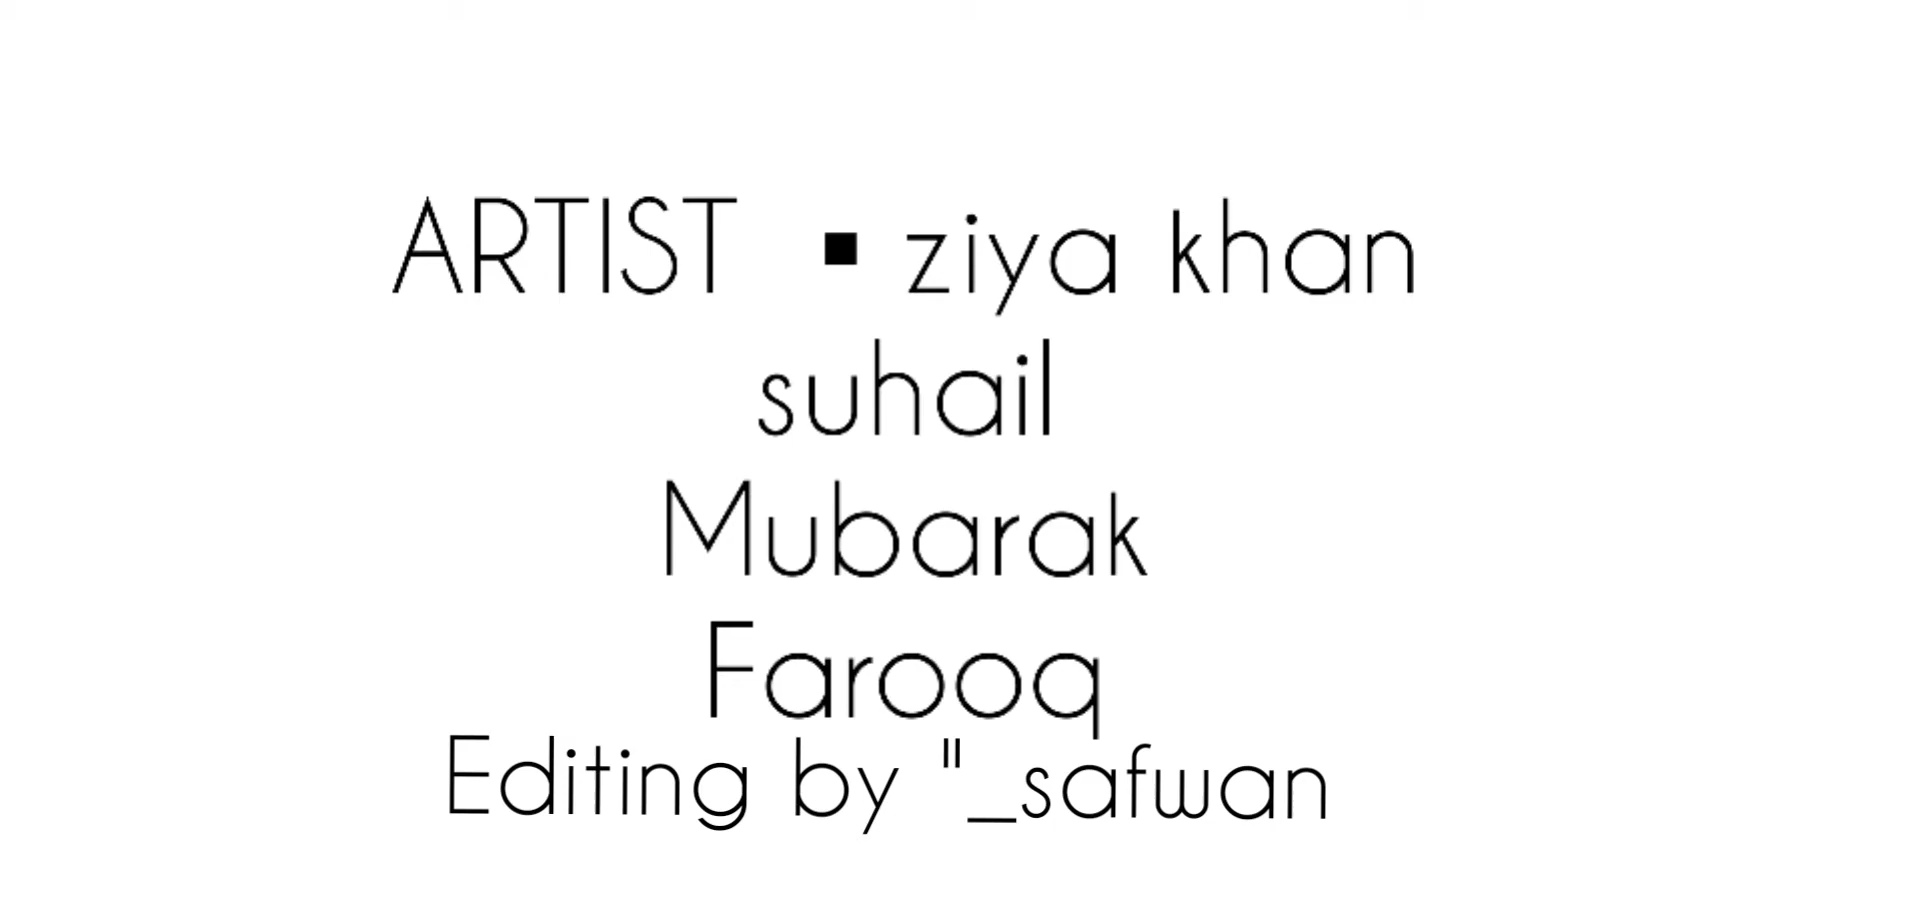 ARTIST ▪ ziya khan
suhail
Mubarak
Farooq
Editing by "_safwan